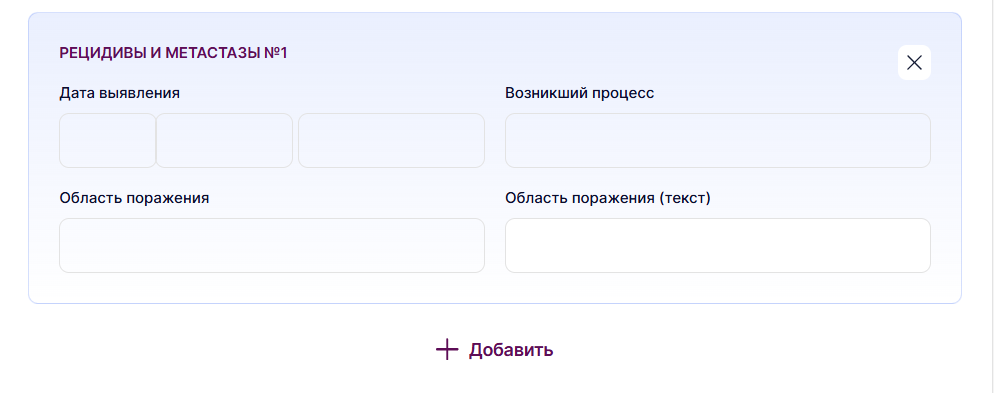 РЕЦИДИВЫ И МЕТАСТАЗЫ №1
Дата выявления
Возникший процесс
Область поражения
Область поражения (текст)
Добавить